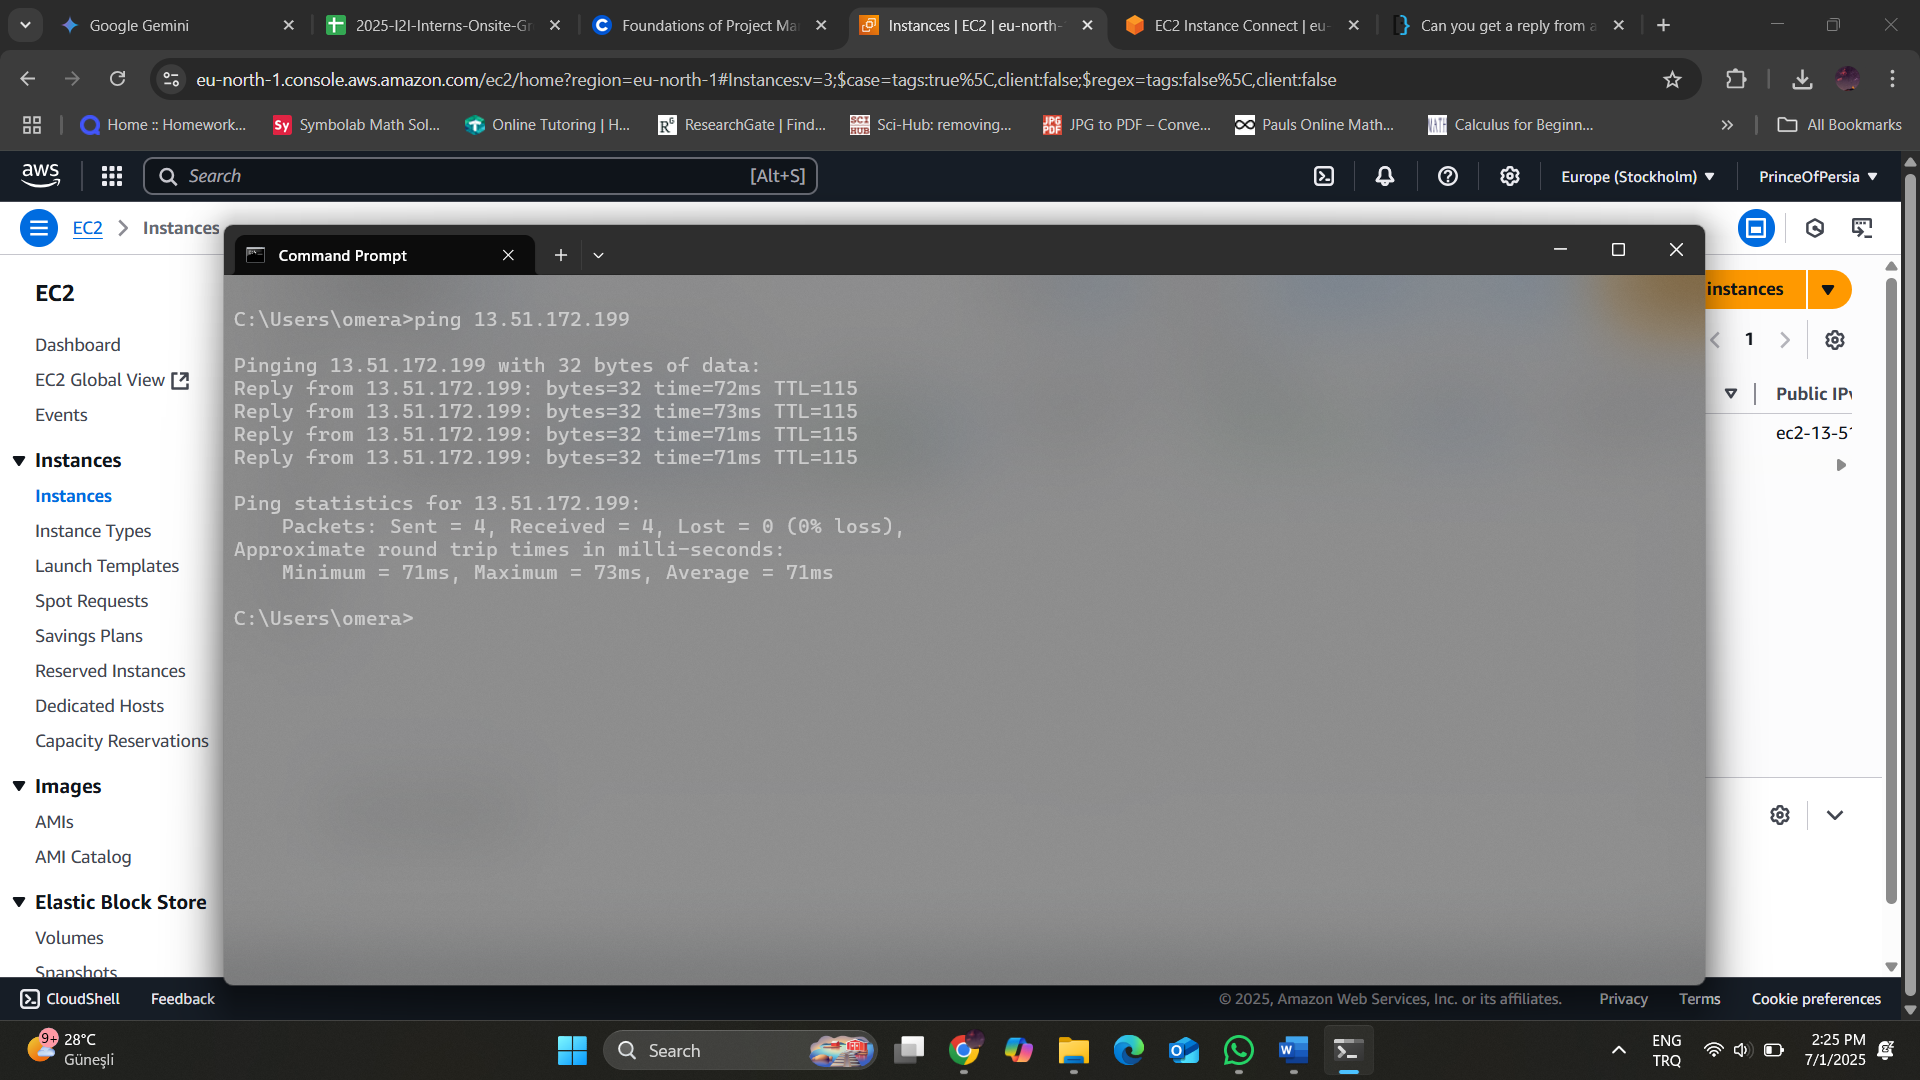 Google Gemini
2025-I2I-Interns-Onsite-Gr
Foundations of Project Ma
Instances | EC2 | eu-north-
EC2 Instance Connect | eu-
Can you get a reply from a
eu-north-1.console.aws.amazon.com/ec2/home?region=eu-north-1#Instances:v=3;$case=tags:true%5C,client:false;$regex=tags:false%5C,client:false
Home :: Homework...
Sy Symbolab Math Sol...
Online Tutoring | H...
ResearchGate | Find...
SCI HUB Sci-Hub: removing...
JPG PDF JPG to PDF – Conve...
Pauls Online Math...
MATH Calculus for Beginn...
All Bookmarks
aws
Search
[Alt+S]
Europe (Stockholm)
PrinceOfPersia
EC2
Instances
Command Prompt
EC2
instances
Dashboard
1
EC2 Global View
Public IPv
Events
ec2-13-51
Instances
Instances
Instance Types
Launch Templates
Spot Requests
Savings Plans
Reserved Instances
Dedicated Hosts
Capacity Reservations
Images
AMIs
AMI Catalog
Elastic Block Store
Volumes
Snapshots
C:\Users\omera>ping 13.51.172.199
Pinging 13.51.172.199 with 32 bytes of data:
Reply from 13.51.172.199: bytes=32 time=72ms TTL=115
Reply from 13.51.172.199: bytes=32 time=73ms TTL=115
Reply from 13.51.172.199: bytes=32 time=71ms TTL=115
Reply from 13.51.172.199: bytes=32 time=71ms TTL=115
Ping statistics for 13.51.172.199:
Packets: Sent = 4, Received = 4, Lost = 0 (0% loss),
Approximate round trip times in milli-seconds:
Minimum = 71ms, Maximum = 73ms, Average = 71ms
C:\Users\omera>
CloudShell
Feedback
© 2025, Amazon Web Services, Inc. or its affiliates.
Privacy
Terms
Cookie preferences
9+
28°C
Güneşli
Search
ENG
TRQ
2:25 PM
7/1/2025